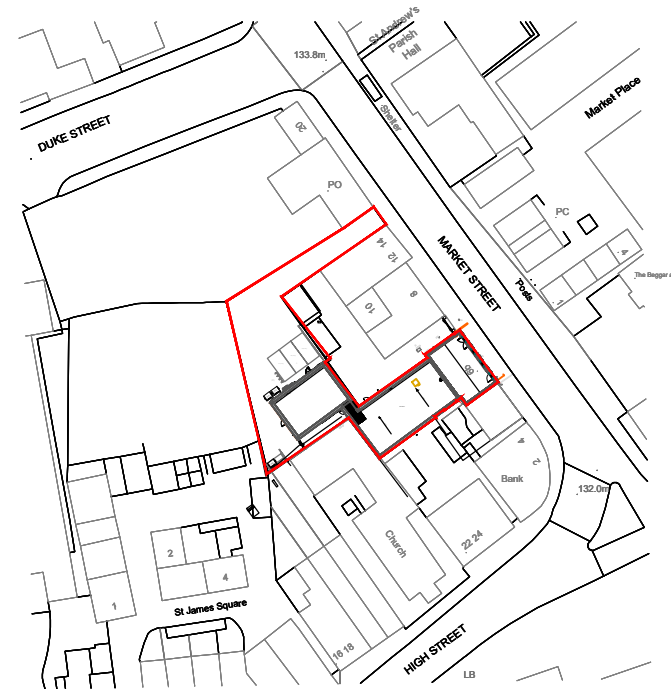 St Andrew's
Parish
Hall
133.8m
Market Place
Shelter
DUKE STREET
20
PO
PC
14
12
MARKET STREET
4
The Beggar a
Posts
1
8
10
4
2
Bank
132.0m
22 24
Church
2
4
1
St James Square
16 18
HIGH STREET
LB